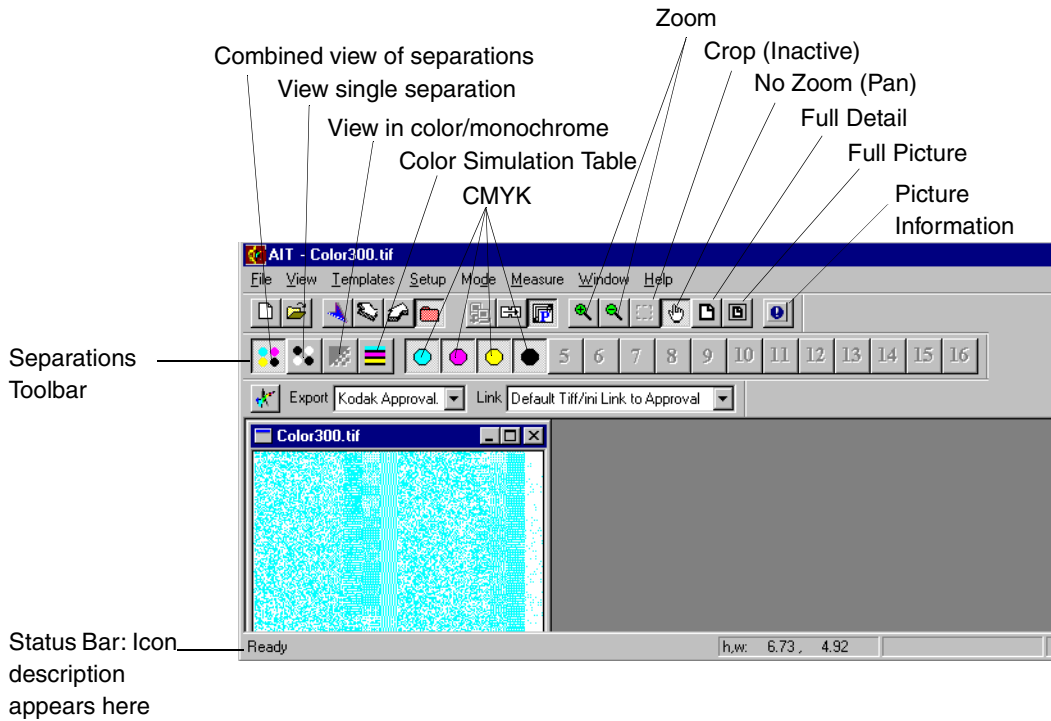 Zoom
Combined view of separations
Crop (Inactive)
View single separation
No Zoom (Pan)
View in color/monochrome
Full Detail
Color Simulation Table
Full Picture
CMYK
Picture
Information
AIT - Color300.tif
File View Templates Setup Mode Measure Window Help
P
Separations
Toolbar
5 6 7 8 9 10 11 12 13 14 15 16
Export Kodak Approval. Link Default Tiff/ini Link to Approval
Color300.tif
Status Bar: Icon
description
appears here
Ready h,w: 6.73 , 4.92